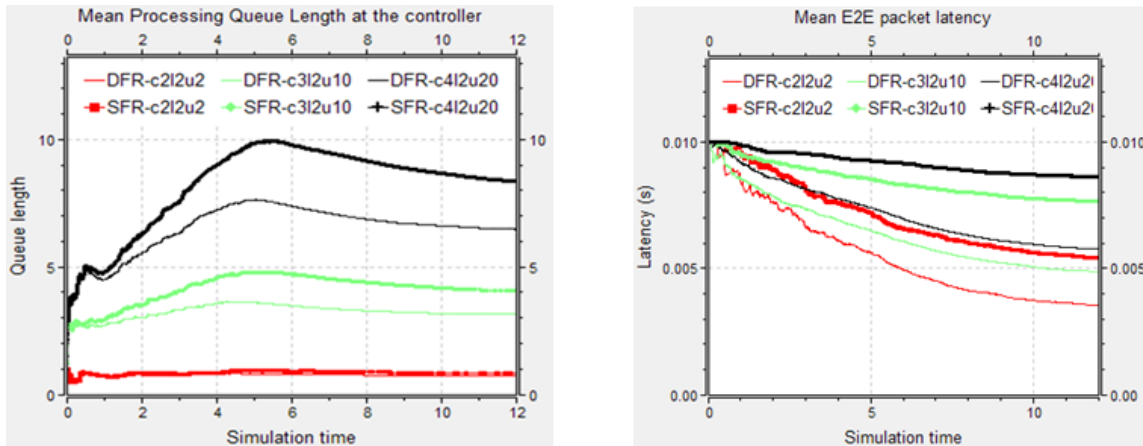 Mean Processing Queue Length at the controller
0 2 4 6 8 10 12
DFR-c2l2u2 DFR-c3l2u10 DFR-c4l2u20
SFR-c2l2u2 SFR-c3l2u10 SFR-c4l2u20
10 10
5 5
0 0
Queue length
0 2 4 6 8 10 12
Simulation time
Mean E2E packet latency
0 5 10
DFR-c2l2u2 DFR-c3l2u10 DFR-c4l2u20
SFR-c2l2u2 SFR-c3l2u10 SFR-c4l2u20
0.010 0.010
0.005 0.005
0.00 0.00
Latency (s)
0 5 10
Simulation time